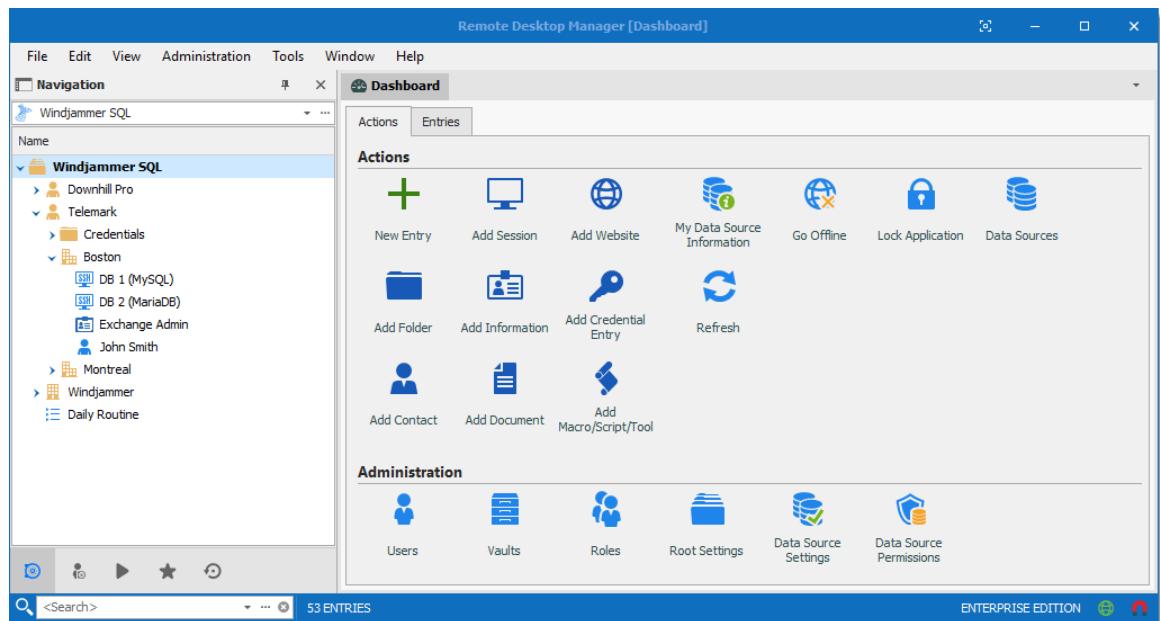 Remote Desktop Manager [Dashboard]
File Edit View Administration Tools Window Help
Navigation
Windjammer SQL
Name
Windjammer SQL
Downhill Pro
Telemark
Credentials
Boston
SSH DB 1 (MySQL)
SSH DB 2 (MariaDB)
Exchange Admin
John Smith
Montreal
Windjammer
Daily Routine
Dashboard
Actions Entries
Actions
New Entry
Add Session
Add Website
My Data Source
Information
Go Offline
Lock Application
Data Sources
Add Folder
Add Information
Add Credential
Entry
Refresh
Add Contact
Add Document
Add
Macro/Script/Tool
Administration
Users
Vaults
Roles
Root Settings
Data Source
Settings
Data Source
Permissions
<Search>
53 ENTRIES
ENTERPRISE EDITION